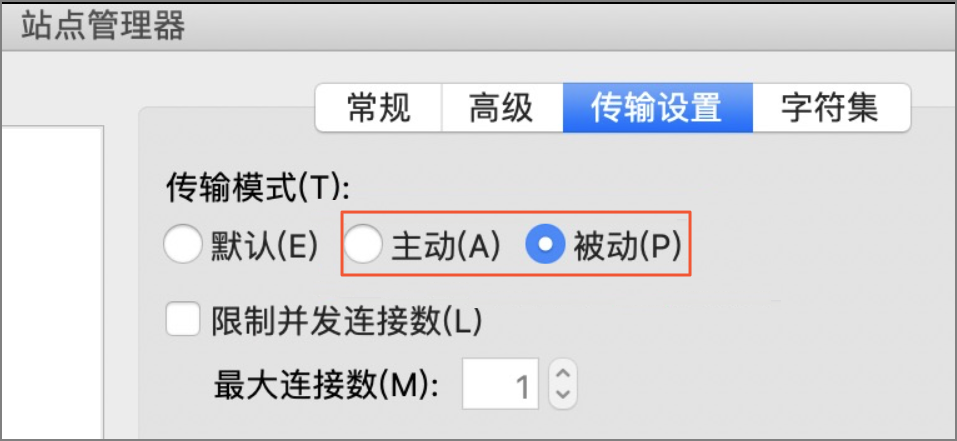 站点管理器
常规 高级 传输设置 字符集
传输模式(T):
默认(E) 主动(A) 被动(P)
限制并发连接数(L)
最大连接数(M): 1